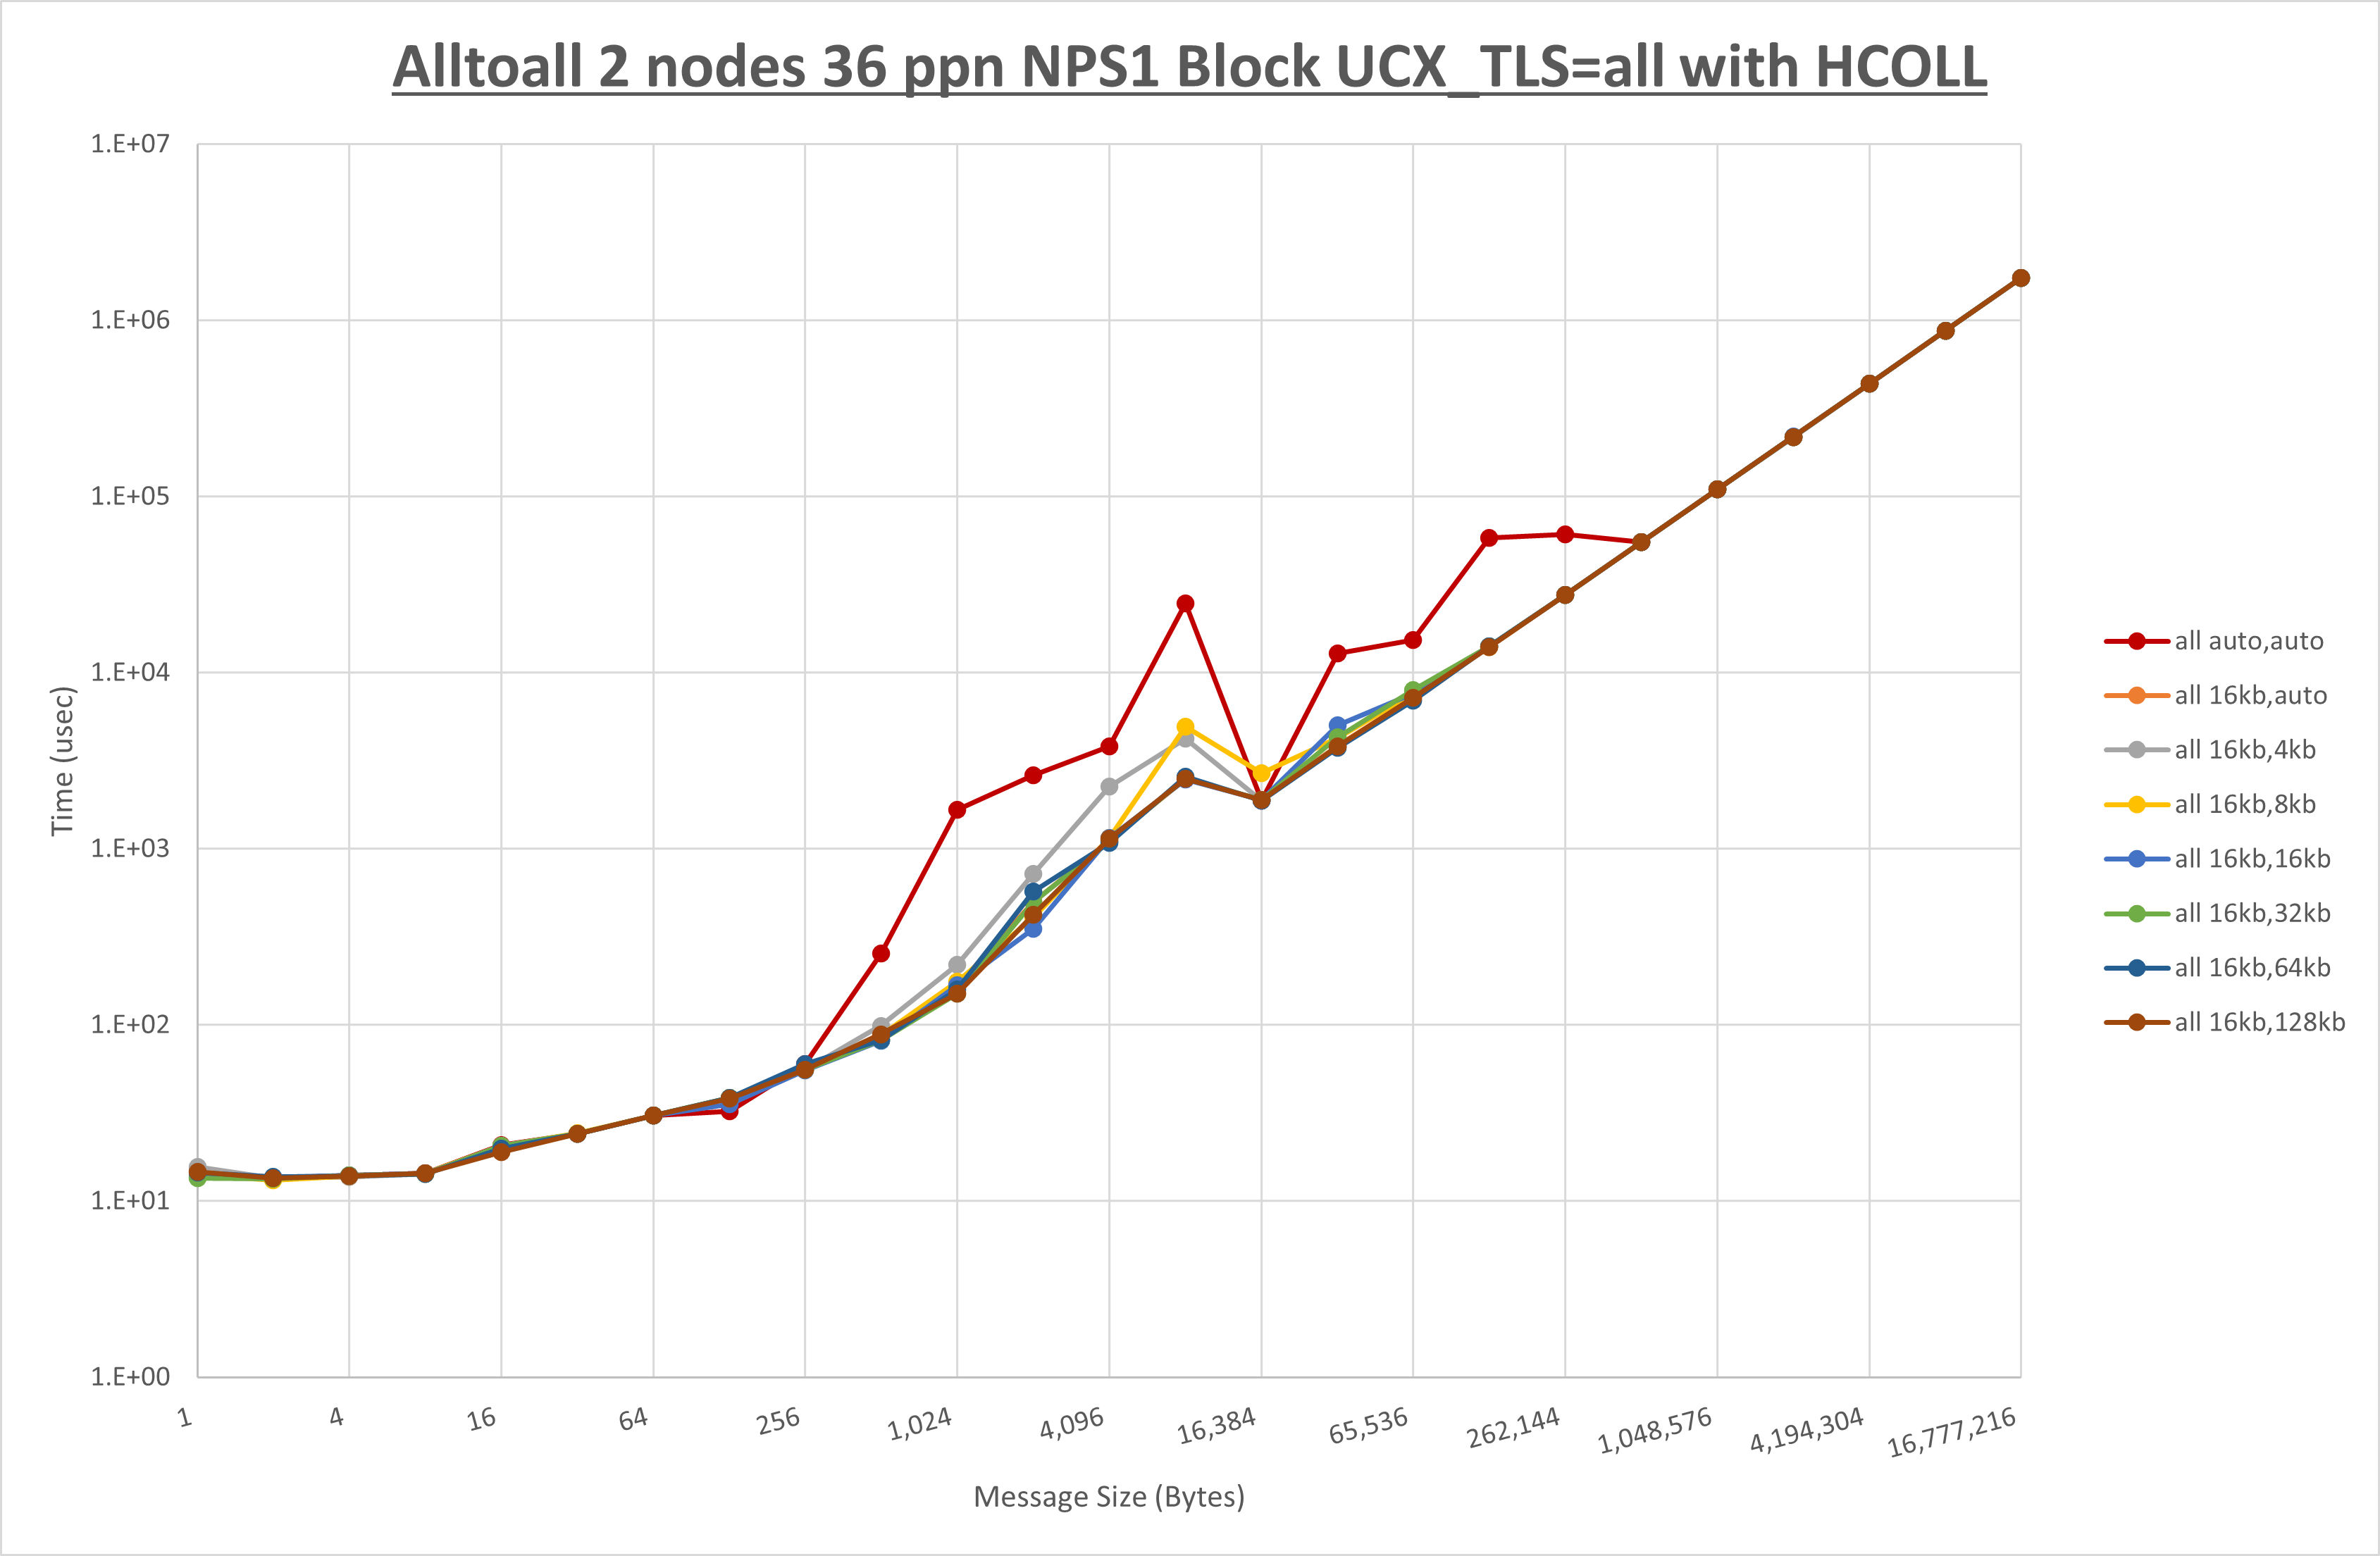 Alltoall 2 nodes 36 ppn NPS1 Block UCX_TLS=all with HCOLL
1.E+07
1.E+06
1.E+05
1.E+04
1.E+03
1.E+02
1.E+01
1.E+00
Time (usec)
1
4
16
64
256
1,024
4,096
16,384
65,536
262,144
1,048,576
4,194,304
16,777,216
Message Size (Bytes)
all auto,auto
all 16kb,auto
all 16kb,4kb
all 16kb,8kb
all 16kb,16kb
all 16kb,32kb
all 16kb,64kb
all 16kb,128kb